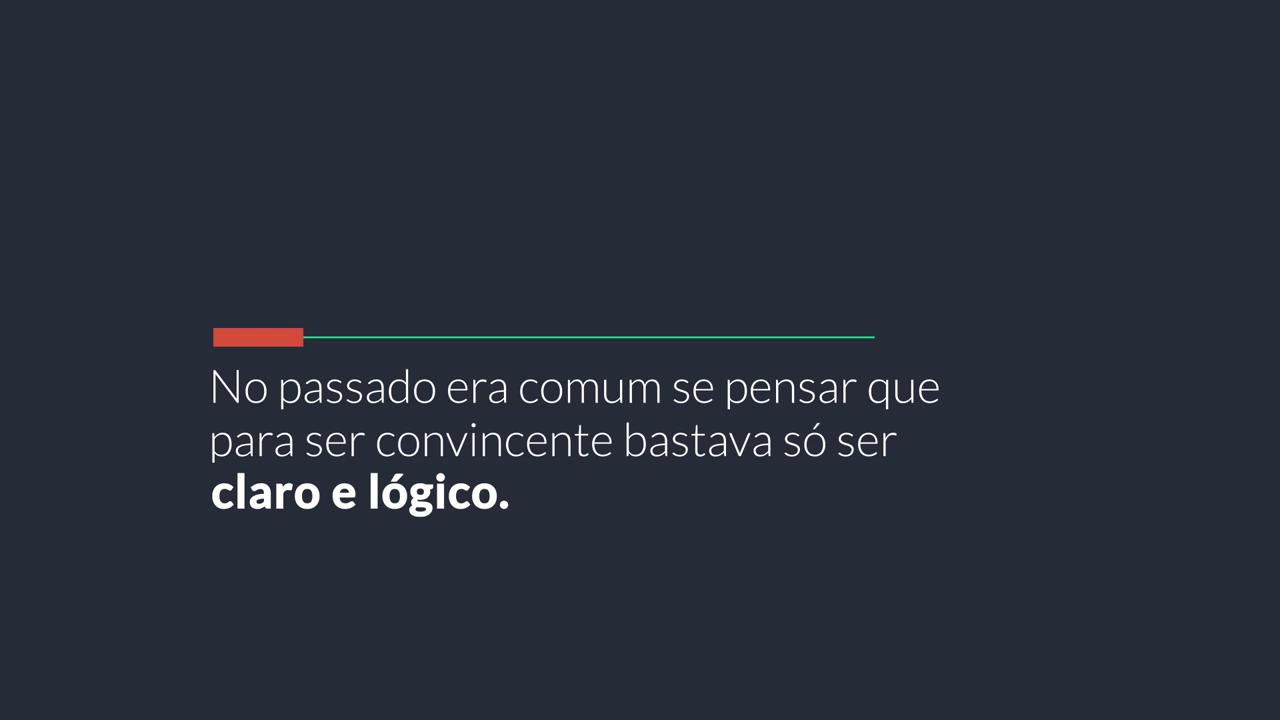 No passado era comum se pensar que
para ser convincente bastava só ser
claro e lógico.